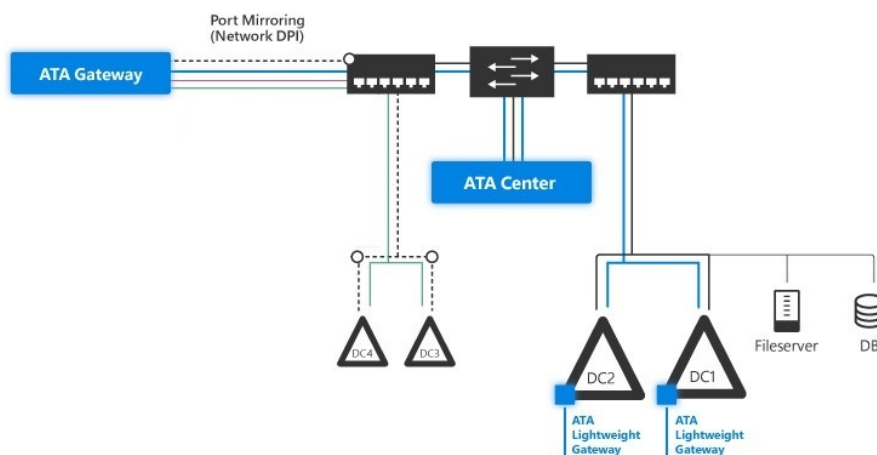 Port Mirroring
(Network DPI)
ATA Gateway
ATA Center
DC4
DC3
DC2
DC1
Fileserver
DB
ATA
Lightweight
Gateway
ATA
Lightweight
Gateway